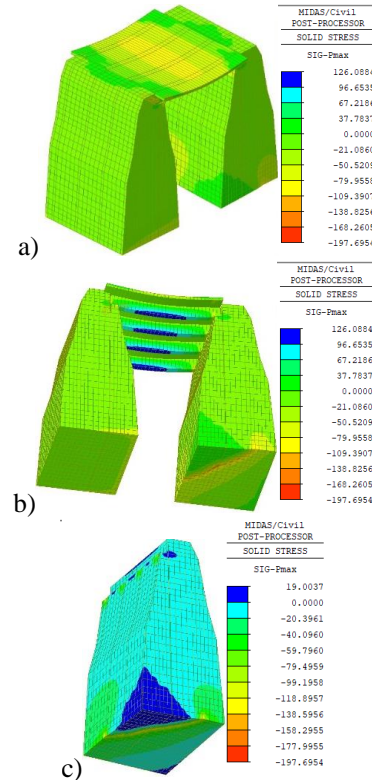 MIDAS/Civil
POST-PROCESSOR
SOLID STRESS
SIG-Pmax
126.0884
96.6535
67.2186
37.7837
0.0000
-21.0860
-50.5209
-79.9558
-109.3907
-138.8256
-168.2605
-197.6954
a)
MIDAS/Civil
POST-PROCESSOR
SOLID STRESS
SIG-Pmax
126.0884
96.6535
67.2186
37.7837
0.0000
-21.0860
-50.5209
-79.9558
-109.3907
-138.8256
-168.2605
-197.6954
b)
MIDAS/Civil
POST-PROCESSOR
SOLID STRESS
SIG-Pmax
19.0037
0.0000
-20.3961
-40.0960
-59.7960
-79.4959
-99.1958
-118.8957
-138.5956
-158.2955
-177.9955
-197.6954
c)